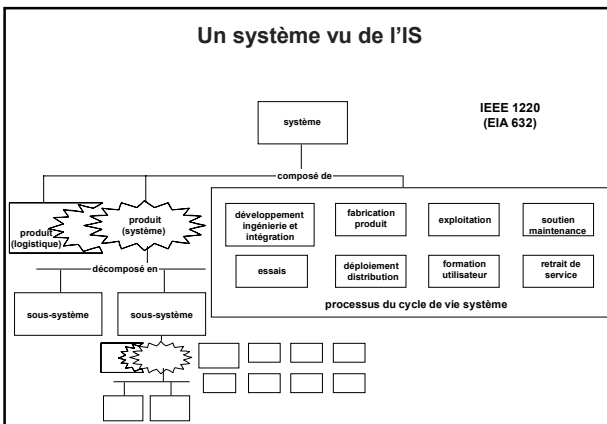 Un système vu de l'IS
système
IEEE 1220
(EIA 632)
composé de
produit
(logistique)
produit
(système)
développement
ingénierie et
intégration
fabrication
produit
exploitation
soutien
maintenance
essais
déploiement
distribution
formation
utilisateur
retrait de
service
processus du cycle de vie système
décomposé en
sous-système
sous-système